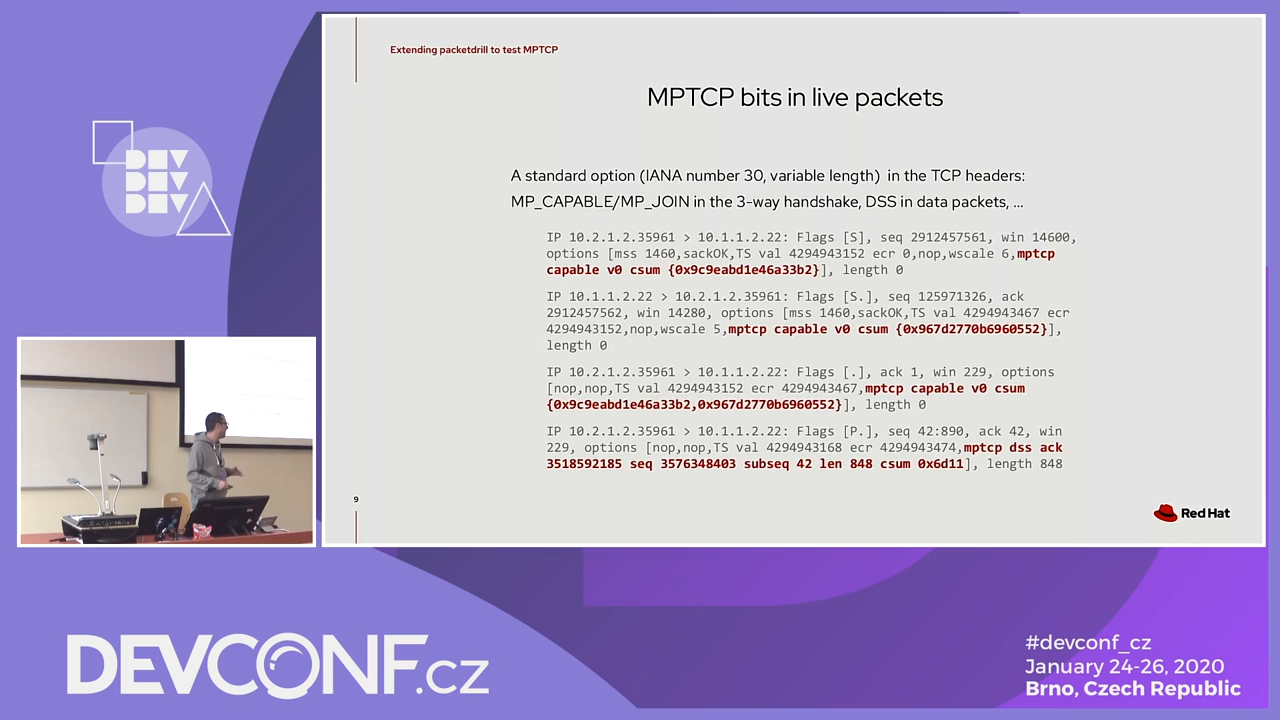 Extending packetdrill to test MPTCP
MPTCP bits in live packets
A standard option (IANA number 30, variable length) in the TCP headers:
MP_CAPABLE/MP_JOIN in the 3-way handshake, DSS in data packets, ...
IP 10.2.1.2.35961 > 10.1.1.2.22: Flags [S], seq 2912457561, win 14600,
options [mss 1460,sackOK,TS val 4294943152 ecr 0,nop,wscale 6,mptcp
capable v0 csum {0x9c9eabd1e46a33b2}], length 0
IP 10.1.1.2.22 > 10.2.1.2.35961: Flags [S.], seq 125971326, ack
2912457562, win 14280, options [mss 1460,sackOK,TS val 4294943467 ecr
4294943152,nop,wscale 5,mptcp capable v0 csum {0x967d2770b6960552}],
length 0
IP 10.2.1.2.35961 > 10.1.1.2.22: Flags [.], ack 1, win 229, options
[nop,nop,TS val 4294943152 ecr 4294943467,mptcp capable v0 csum
{0x9c9eabd1e46a33b2,0x967d2770b6960552}], length 0
IP 10.2.1.2.35961 > 10.1.1.2.22: Flags [P.], seq 42:890, ack 42, win
229, options [nop,nop,TS val 4294943168 ecr 4294943474,mptcp dss ack
3518592185 seq 3576348403 subseq 42 len 848 csum 0x6d11], length 848
9
Red Hat
DEV
DEV
DEV
DEVCONF.cz
#devconf_cz
January 24-26, 2020
Brno, Czech Republic